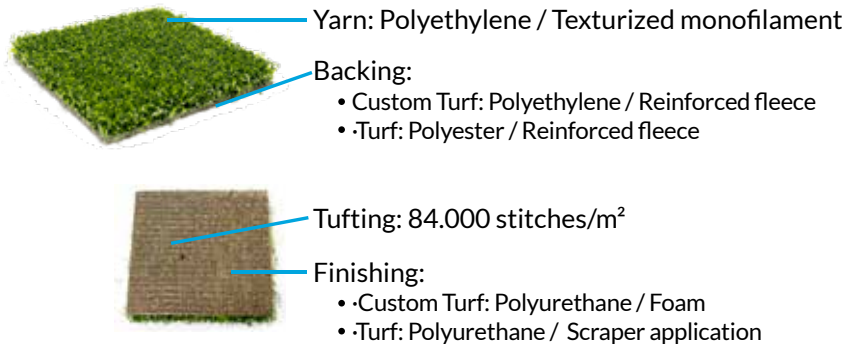 Yarn: Polyethylene / Texturized monofilament
Backing:
• Custom Turf: Polyethylene / Reinforced fleece
• ·Turf: Polyester / Reinforced fleece
Tufting: 84.000 stitches/m²
Finishing:
• ·Custom Turf: Polyurethane / Foam
• ·Turf: Polyurethane / Scraper application